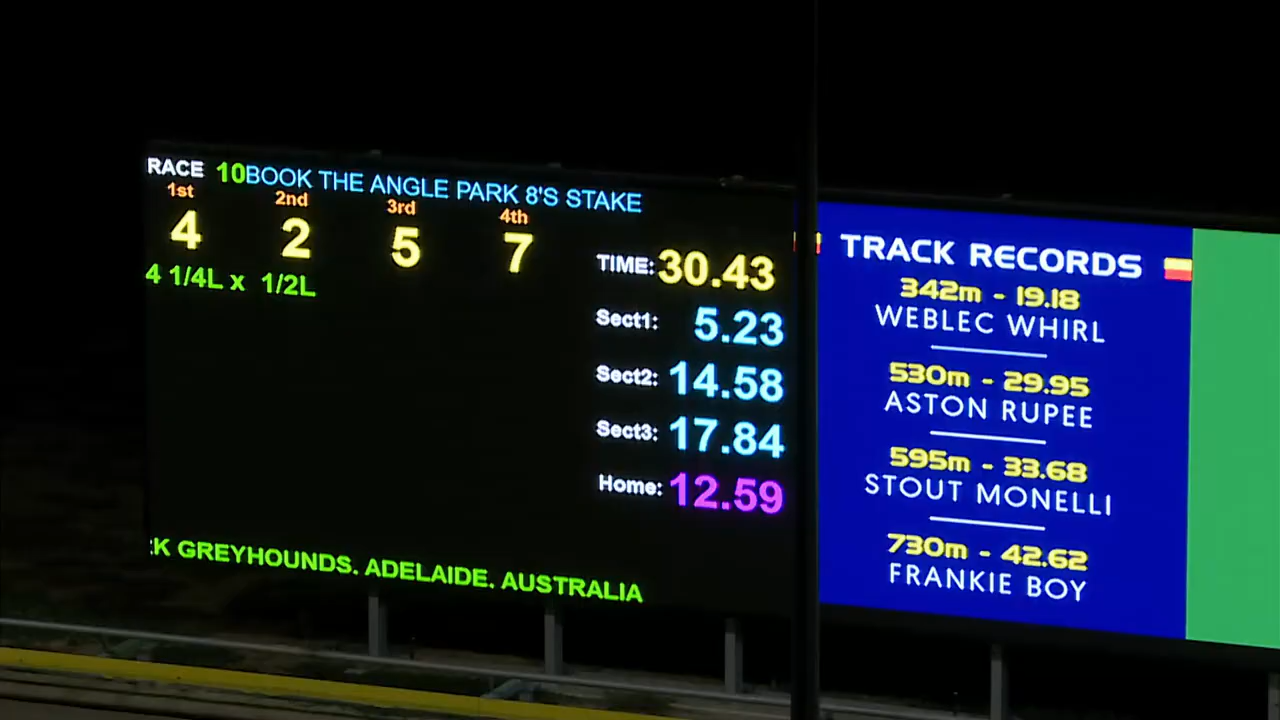 RACE 10BOOK THE ANGLE PARK 8'S STAKE
1st 2nd 3rd 4th
4 2 5 7
4 1/4L x 1/2L
TIME: 30.43
Sect1: 5.23
Sect2: 14.58
Sect3: 17.84
Home: 12.59
K GREYHOUNDS. ADELAIDE. AUSTRALIA
TRACK RECORDS
342m - 19.18
WEBLEC WHIRL
530m - 29.95
ASTON RUPEE
595m - 33.68
STOUT MONELLI
730m - 42.62
FRANKIE BOY